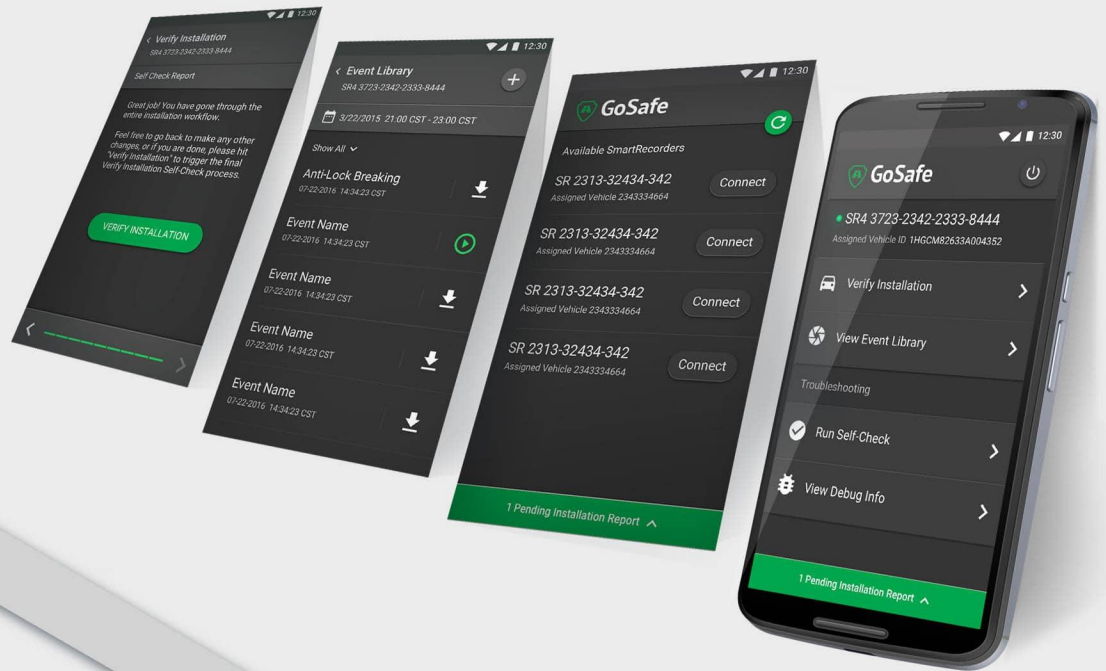 12:30
Verify Installation
SR4 3723-2342-2333-8444
Self Check Report
Great job! You have gone through the
entire installation workflow.
Feel free to go back to make any other
changes, or if you are done, please hit
"Verify Installation" to trigger the final
Verify Installation Self-Check process.
VERIFY INSTALLATION
12:30
Event Library
SR4 3723-2342-2333-8444
3/22/2015 21:00 CST - 23:00 CST
Show All
Anti-Lock Breaking
07-22-2016 14:34:23 CST
Event Name
07-22-2016 14:34:23 CST
Event Name
07-22-2016 14:34:23 CST
Event Name
07-22-2016 14:34:23 CST
Event Name
07-22-2016 14:34:23 CST
12:30
GoSafe
Available SmartRecorders
SR 2313-32434-342
Connect
Assigned Vehicle 2343334664
SR 2313-32434-342
Connect
Assigned Vehicle 2343334664
SR 2313-32434-342
Connect
Assigned Vehicle 2343334664
SR 2313-32434-342
Connect
Assigned Vehicle 2343334664
1 Pending Installation Report
12:30
GoSafe
SR4 3723-2342-2333-8444
Assigned Vehicle ID 1HGCM82633A004352
Verify Installation
View Event Library
Troubleshooting
Run Self-Check
View Debug Info
1 Pending Installation Report